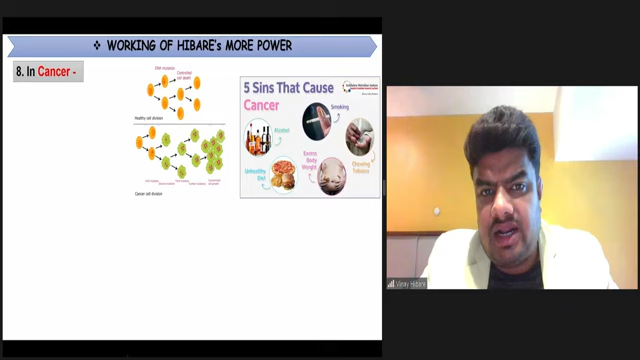 ❖ WORKING OF HIBARE's MORE POWER
8. In Cancer -
DNA mutation
Controlled
cell death
Healthy cell division
Cancer cell division
5 Sins That Cause
Cancer
Smoking
Alcohol
Excess
Body
Weight
Unhealthy
Diet
Chewing
Tobacco
Vinay Hibare